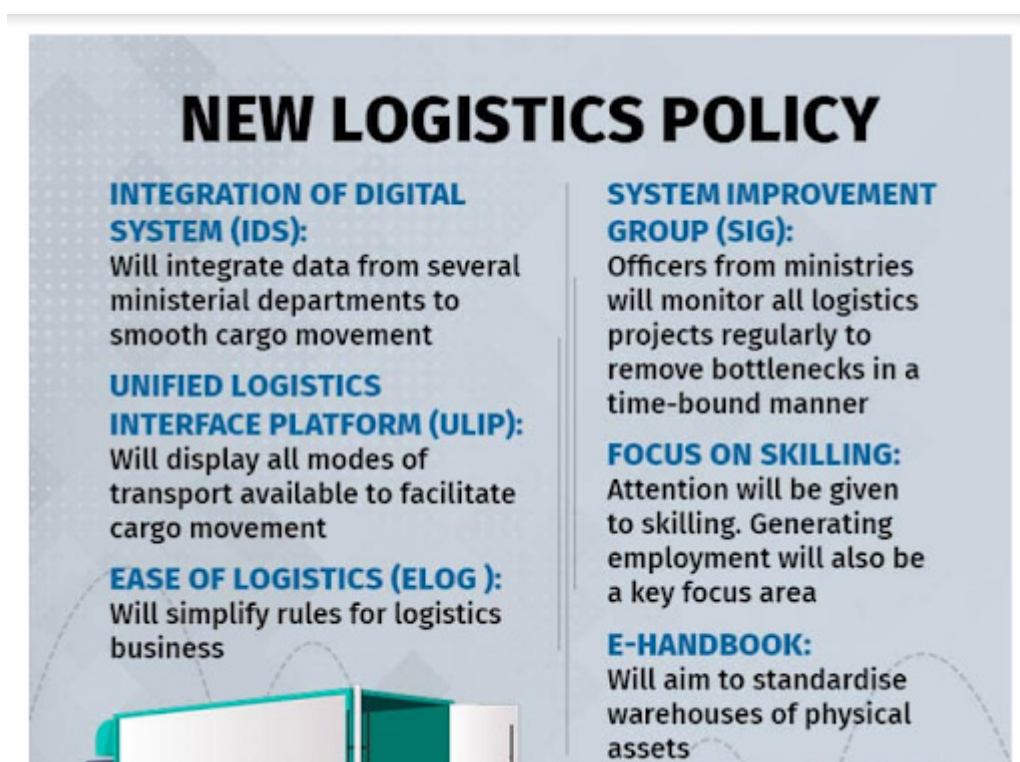 NEW LOGISTICS POLICY
INTEGRATION OF DIGITAL
SYSTEM (IDS):
Will integrate data from several
ministerial departments to
smooth cargo movement
UNIFIED LOGISTICS
INTERFACE PLATFORM (ULIP):
Will display all modes of
transport available to facilitate
cargo movement
EASE OF LOGISTICS (ELOG ):
Will simplify rules for logistics
business
SYSTEM IMPROVEMENT
GROUP (SIG):
Officers from ministries
will monitor all logistics
projects regularly to
remove bottlenecks in a
time-bound manner
FOCUS ON SKILLING:
Attention will be given
to skilling. Generating
employment will also be
a key focus area
E-HANDBOOK:
Will aim to standardise
warehouses of physical
assets